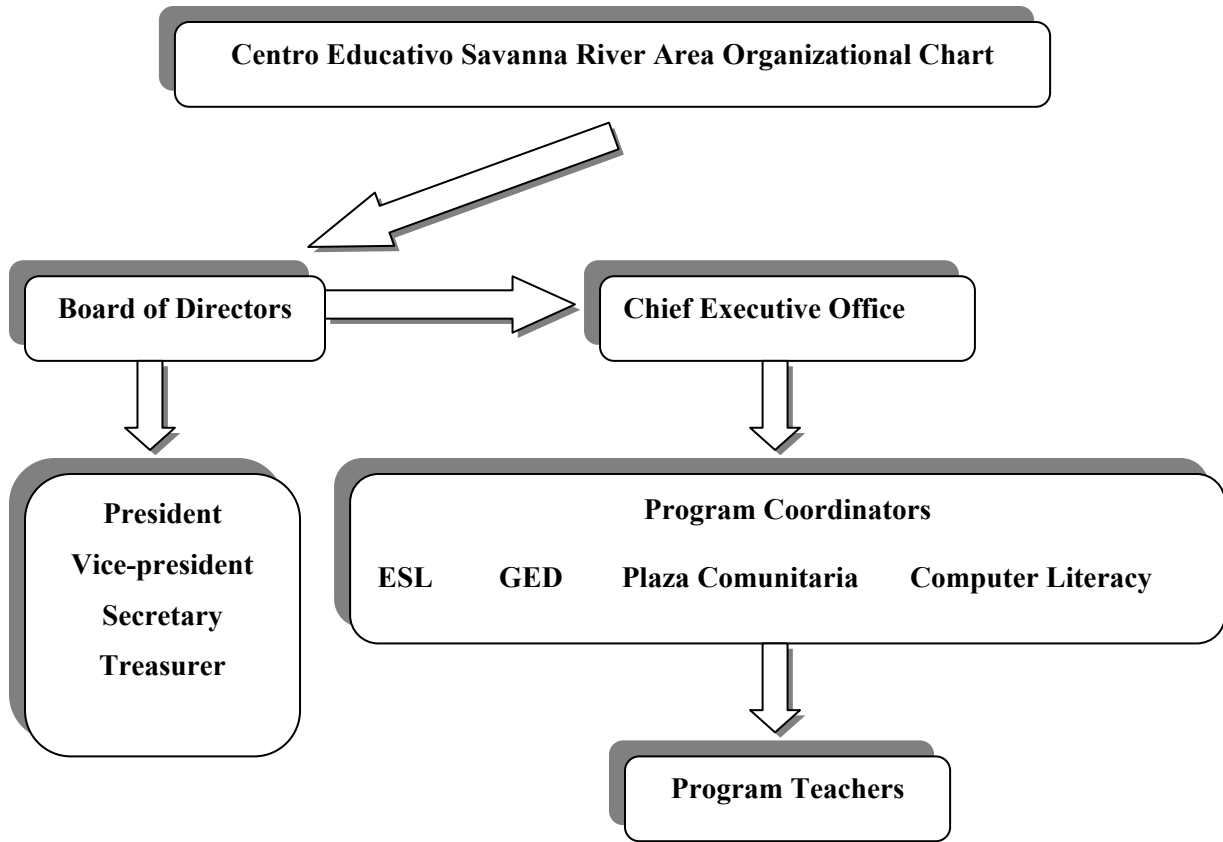 Centro Educativo Savanna River Area Organizational Chart
Board of Directors
Chief Executive Office
President
Vice-president
Secretary
Treasurer
Program Coordinators
ESL GED Plaza Comunitaria Computer Literacy
Program Teachers